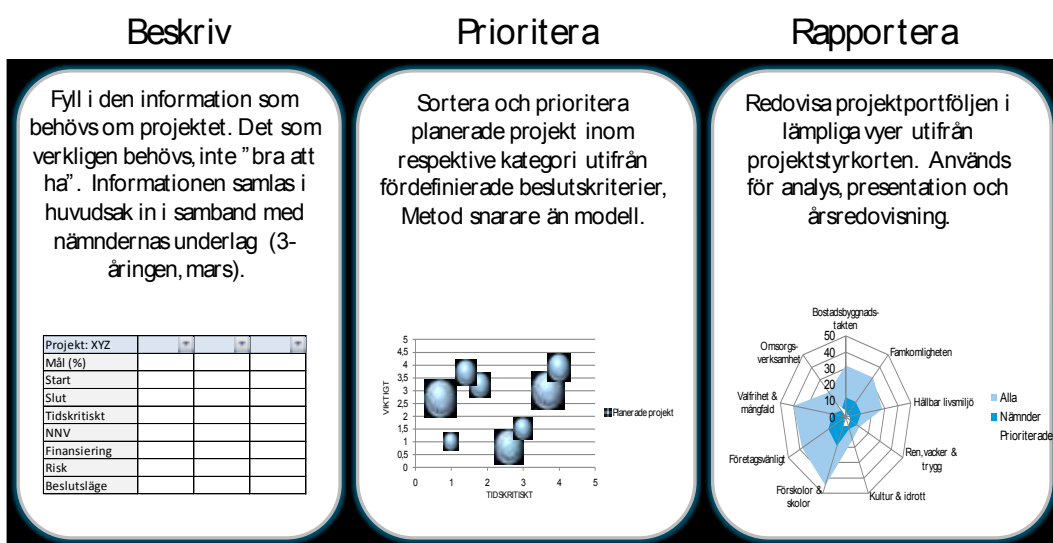 Beskriv
Fyll i den information som
behövs om projektet. Det som
verkligen behövs, inte "bra att
ha". Informationen samlas i
huvudsak in i samband med
nämndernas underlag (3-
åringen, mars).
Projekt: XYZ
Mål (%)
Start
Slut
Tidskritiskt
NNV
Finansiering
Risk
Beslutsläge
Prioritera
Sortera och prioritera
planerade projekt inom
respektive kategori utifrån
fördefinierade beslutskriterier,
Metod snarare än modell.
VIKTIGT
5
4,5
4
3,5
3
2,5
2
1,5
1
0,5
0
0 1 2 3 4 5
TIDSKRITISKT
Planerade projekt
Rapportera
Redovisa projektportföljen i
lämpliga vyer utifrån
projektstyrkorten. Används
för analys, presentation och
årsredovisning.
Bostadsbyggnads-
takten
Framkomligheten
Hållbar livsmiljö
Ren, vacker &
trygg
Kultur & idrott
Förskolor &
skolor
Företagsvänligt
Valfrihet &
mångfald
Omsorgs-
verksamhet
50
40
30
20
10
0
Alla
Nämnder
Prioriterade